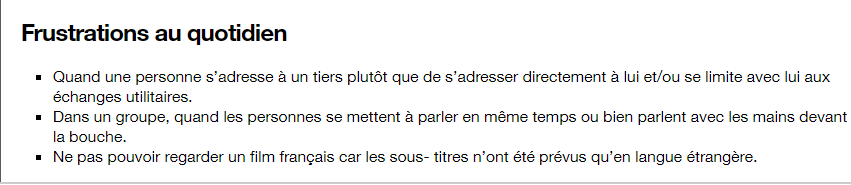 Frustrations au quotidien
▪ Quand une personne s’adresse à un tiers plutôt que de s’adresser directement à lui et/ou se limite avec lui aux
échanges utilitaires.
▪ Dans un groupe, quand les personnes se mettent à parler en même temps ou bien parlent avec les mains devant
la bouche.
▪ Ne pas pouvoir regarder un film français car les sous- titres n’ont été prévus qu’en langue étrangère.